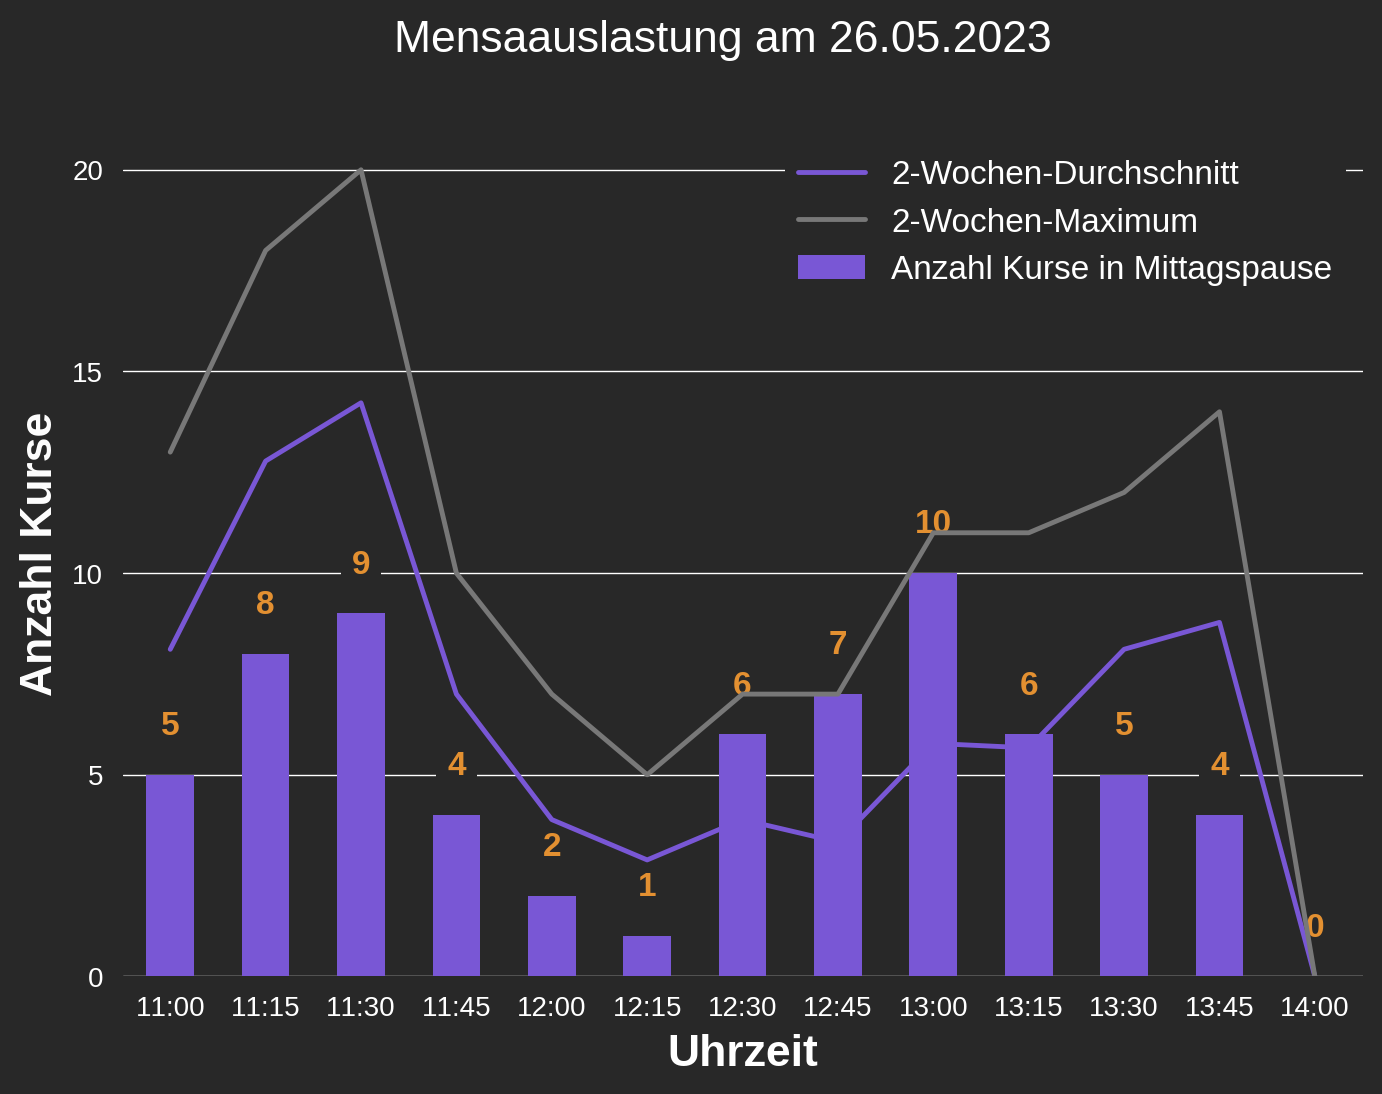 Mensaauslastung am 26.05.2023
2-Wochen-Durchschnitt
2-Wochen-Maximum
Anzahl Kurse in Mittagspause
Anzahl Kurse
20
15
10
5
0
5
8
9
4
2
1
6
7
10
6
5
4
0
11:00 11:15 11:30 11:45 12:00 12:15 12:30 12:45 13:00 13:15 13:30 13:45 14:00
Uhrzeit